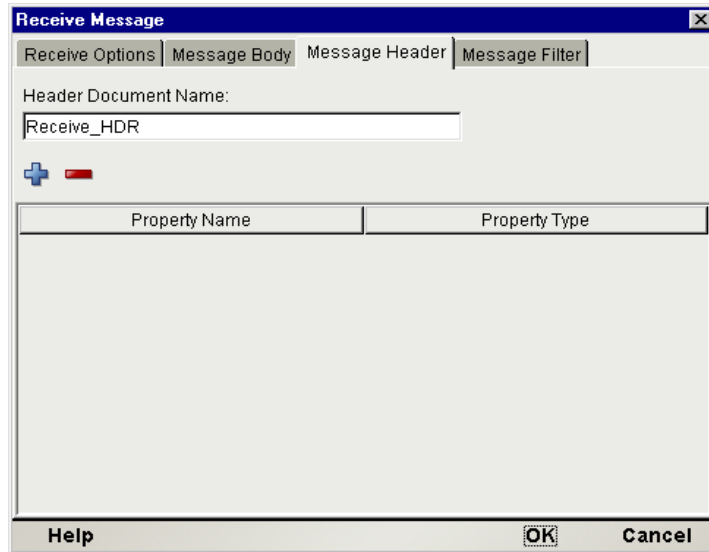 Receive Message
Receive Options Message Body Message Header Message Filter
Header Document Name:
Receive_HDR
Property Name Property Type
Help OK Cancel